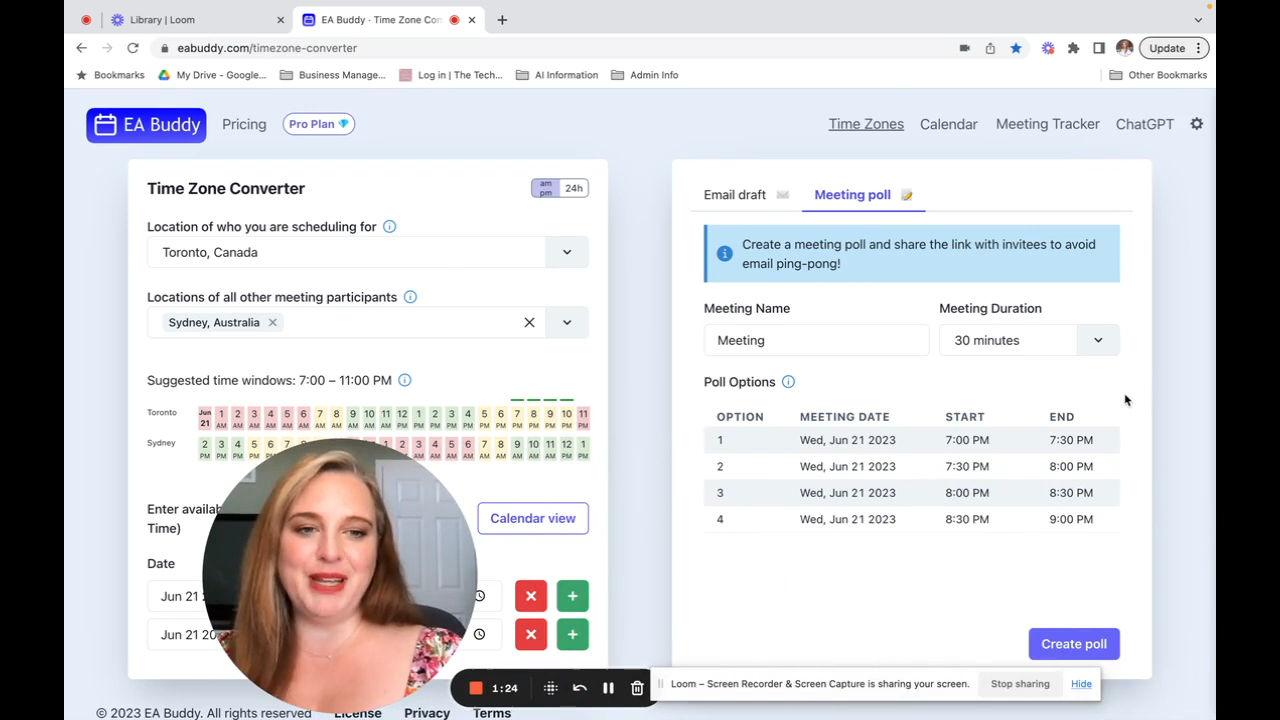 Library | Loom
EA Buddy · Time Zone Con
eabuddy.com/timezone-converter
Update
Bookmarks
My Drive - Google...
Business Manage...
Log in | The Tech...
AI Information
Admin Info
Other Bookmarks
EA Buddy
Pricing
Pro Plan
Time Zones
Calendar
Meeting Tracker
ChatGPT
Time Zone Converter
am pm
24h
Location of who you are scheduling for
Toronto, Canada
Locations of all other meeting participants
Sydney, Australia
Suggested time windows: 7:00 – 11:00 PM
Toronto
Jun 21 1 AM 2 AM 3 AM 4 AM 5 AM 6 AM 7 AM 8 AM 9 AM 10 AM 11 AM 12 PM 1 PM 2 PM 3 PM 4 PM 5 PM 6 PM 7 PM 8 PM 9 PM 10 PM 11 PM
Sydney
2 PM 3 PM 4 PM 5 PM 6 PM 7 PM 1 2 3 4 5 AM 6 AM 7 AM 8 AM 9 AM 10 AM 11 AM 12 PM 1 PM
Enter
Time)
Calendar view
Date
Jun 21
Jun 21
Email draft
Meeting poll
Create a meeting poll and share the link with invitees to avoid
email ping-pong!
Meeting Name
Meeting Duration
Meeting
30 minutes
Poll Options
OPTION MEETING DATE START END
1 Wed, Jun 21 2023 7:00 PM 7:30 PM
2 Wed, Jun 21 2023 7:30 PM 8:00 PM
3 Wed, Jun 21 2023 8:00 PM 8:30 PM
4 Wed, Jun 21 2023 8:30 PM 9:00 PM
Create poll
1:24
Loom – Screen Recorder & Screen Capture is sharing your screen.
Stop sharing
Hide
© 2023 EA Buddy. All rights reserved
License
Privacy
Terms